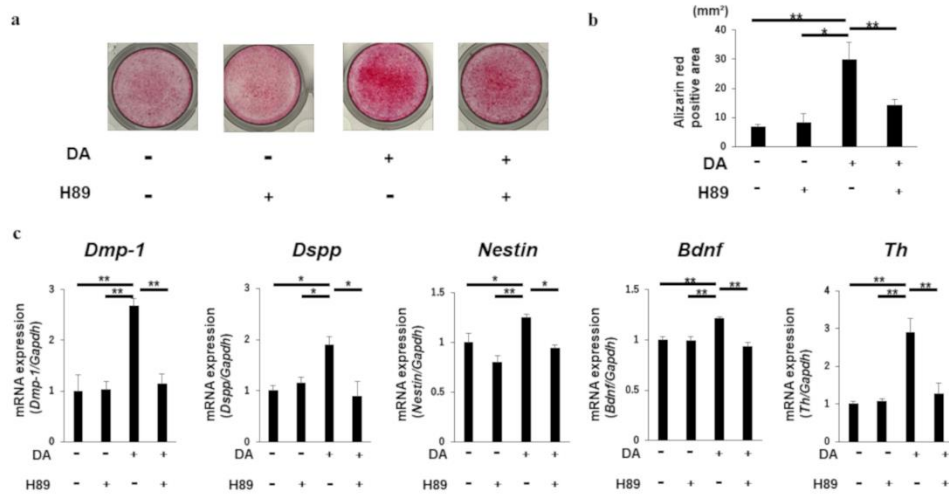 a
DA - - + +
H89 - + - +
b
(mm²)
** 
* **
Alizarin red
positive area
40
30
20
10
0
DA - - + +
H89 - + - +
c
Dmp-1
**
** **
mRNA expression
(Dmp-1/Gapdh)
3
2
1
0
DA - - + +
H89 - + - +
Dspp
*
* *
mRNA expression
(Dspp/Gapdh)
3
2
1
0
- - + +
- + - +
Nestin
*
** *
mRNA expression
(Nestin/Gapdh)
1.5
1
0.5
0
DA - - + +
H89 - + - +
Bdnf
**
** **
mRNA expression
(Bdnf/Gapdh)
2
1.5
1
0.5
0
DA - - + +
H89 - + - +
Th
**
** **
mRNA expression
(Th/Gapdh)
4
3
2
1
0
DA - - + +
H89 - + - +